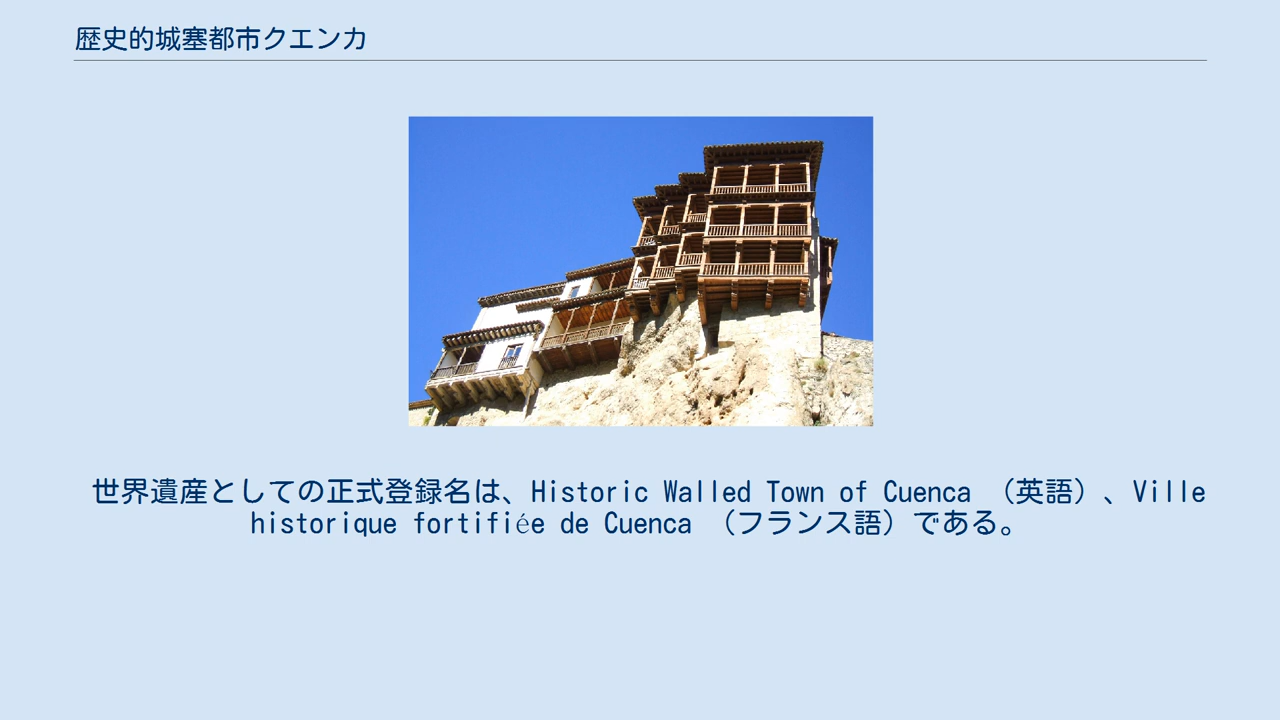 歴史的城塞都市クエンカ
世界遺産としての正式登録名は、Historic Walled Town of Cuenca （英語）、Ville
historique fortifiée de Cuenca （フランス語）である。